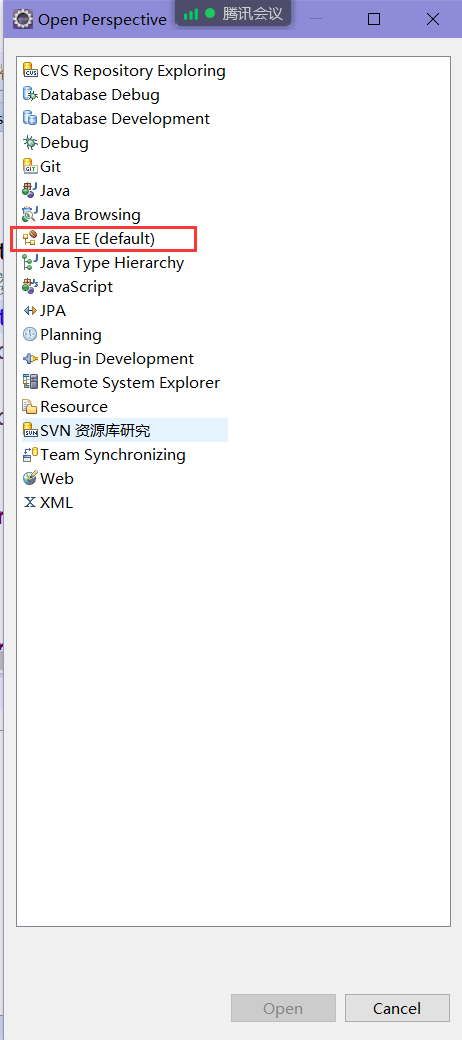 Open Perspective
腾讯会议
CVS Repository Exploring
Database Debug
Database Development
Debug
Git
Java
Java Browsing
Java EE (default)
Java Type Hierarchy
JavaScript
JPA
Planning
Plug-in Development
Remote System Explorer
Resource
SVN 资源库研究
Team Synchronizing
Web
XML
Open
Cancel